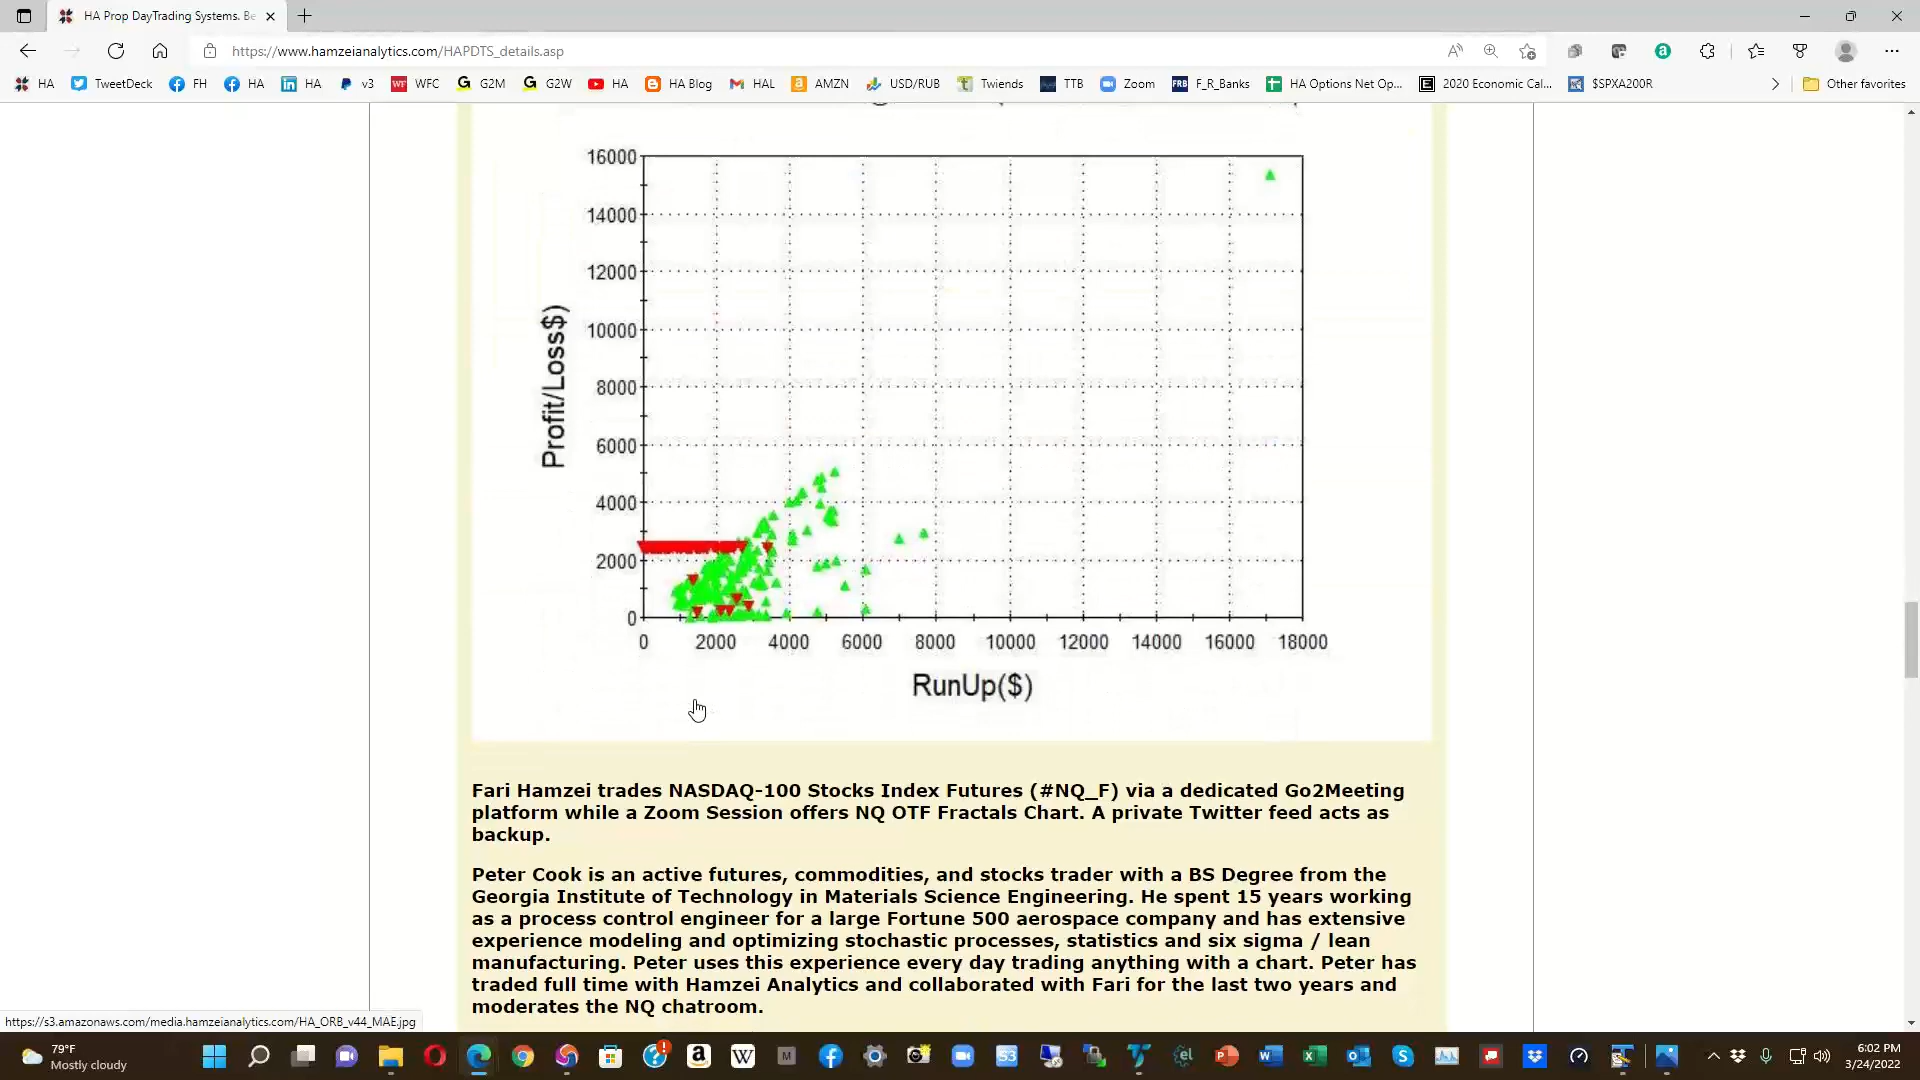 HA Prop DayTrading Systems. Be
https://www.hamzeianalytics.com/HAPDTS_details.asp
HA TweetDeck FH HA HA v3 WFC G2M G2W HA HA Blog HAL AMZN USD/RUB Twiends TTB Zoom F_R_Banks HA Options Net Op... 2020 Economic Cal... $SPXA200R Other favorites
16000
14000
12000
10000
8000
6000
4000
2000
0
Profit/Loss$)
0 2000 4000 6000 8000 10000 12000 14000 16000 18000
RunUp($)
Fari Hamzei trades NASDAQ-100 Stocks Index Futures (#NQ_F) via a dedicated Go2Meeting
platform while a Zoom Session offers NQ OTF Fractals Chart. A private Twitter feed acts as
backup.
Peter Cook is an active futures, commodities, and stocks trader with a BS Degree from the
Georgia Institute of Technology in Materials Science Engineering. He spent 15 years working
as a process control engineer for a large Fortune 500 aerospace company and has extensive
experience modeling and optimizing stochastic processes, statistics and six sigma / lean
manufacturing. Peter uses this experience every day trading anything with a chart. Peter has
traded full time with Hamzei Analytics and collaborated with Fari for the last two years and
moderates the NQ chatroom.
https://s3.amazonaws.com/media.hamzeianalytics.com/HA_ORB_v44_MAE.jpg
79°F
Mostly cloudy
6:02 PM
3/24/2022